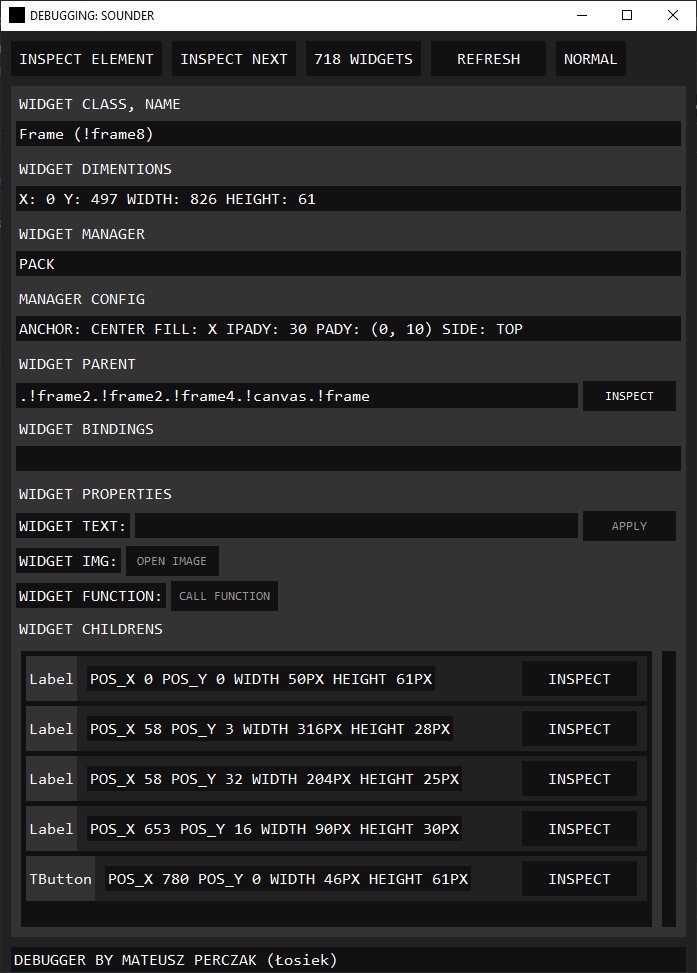 DEBUGGING: SOUNDER
INSPECT ELEMENT INSPECT NEXT 718 WIDGETS REFRESH NORMAL
WIDGET CLASS, NAME
Frame (!frame8)
WIDGET DIMENTIONS
X: 0 Y: 497 WIDTH: 826 HEIGHT: 61
WIDGET MANAGER
PACK
MANAGER CONFIG
ANCHOR: CENTER FILL: X IPADY: 30 PADY: (0, 10) SIDE: TOP
WIDGET PARENT
.!frame2.!frame2.!frame4.!canvas.!frame INSPECT
WIDGET BINDINGS
WIDGET PROPERTIES
WIDGET TEXT: APPLY
WIDGET IMG: OPEN IMAGE
WIDGET FUNCTION: CALL FUNCTION
WIDGET CHILDRENS
Label POS_X 0 POS_Y 0 WIDTH 50PX HEIGHT 61PX INSPECT
Label POS_X 58 POS_Y 3 WIDTH 316PX HEIGHT 28PX INSPECT
Label POS_X 58 POS_Y 32 WIDTH 204PX HEIGHT 25PX INSPECT
Label POS_X 653 POS_Y 16 WIDTH 90PX HEIGHT 30PX INSPECT
TButton POS_X 780 POS_Y 0 WIDTH 46PX HEIGHT 61PX INSPECT
DEBUGGER BY MATEUSZ PERCZAK (Łosiek)